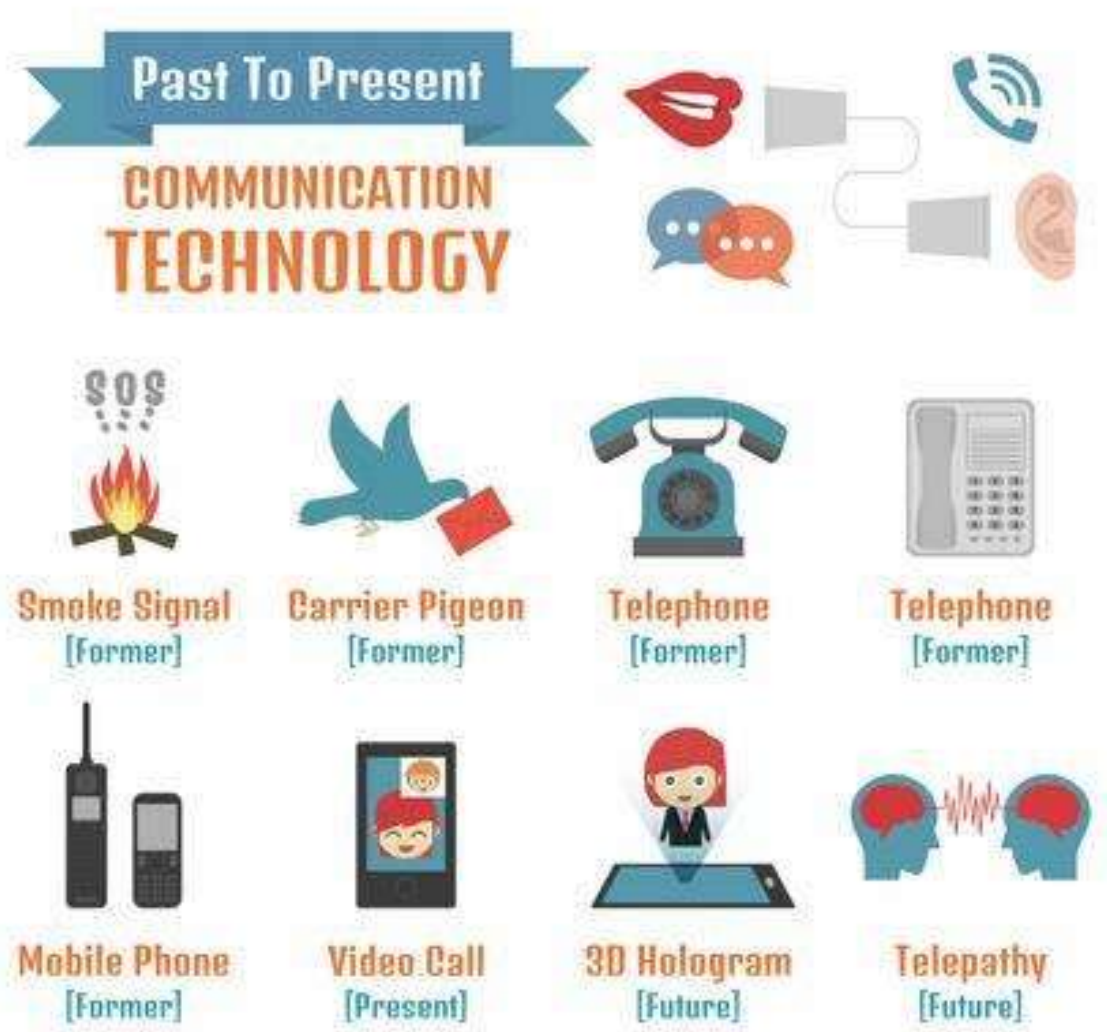 Past To Present
COMMUNICATION
TECHNOLOGY
SOS
Smoke Signal
[Former]
Carrier Pigeon
[Former]
Telephone
[Former]
Telephone
[Former]
Mobile Phone
[Former]
Video Call
[Present]
3D Hologram
[Future]
Telepathy
[Future]